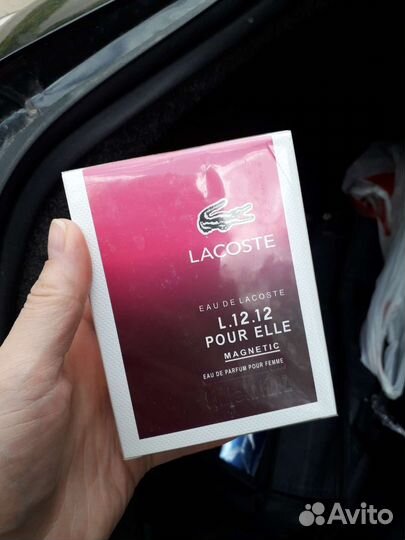 LACOSTE
EAU DE LACOSTE
L.12.12
POUR ELLE
MAGNETIC
EAU DE PARFUM POUR FEMME
Avito